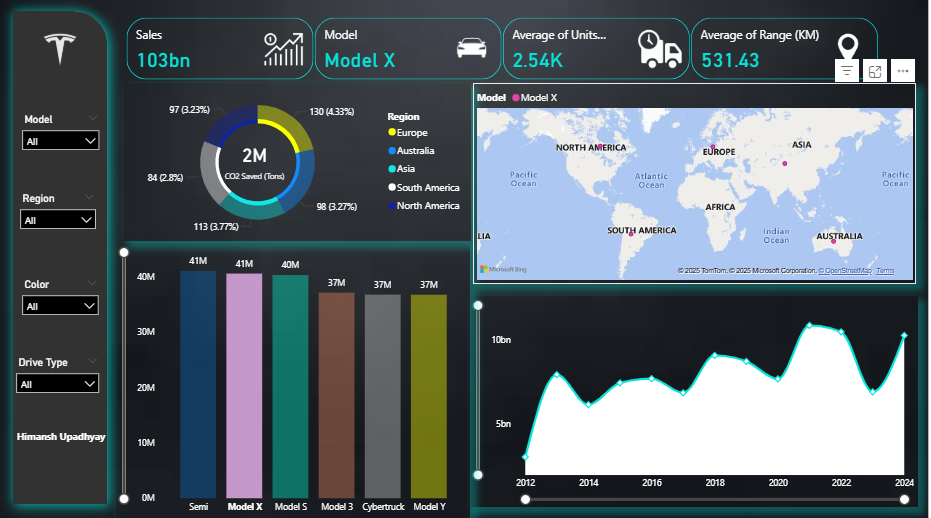 Sales
103bn
Model
Model X
Average of Units...
2.54K
Average of Range (KM)
531.43
Model
All
Region
All
Color
All
Drive Type
All
Himansh Upadhyay
97 (3.23%)
130 (4.33%)
84 (2.8%)
98 (3.27%)
113 (3.77%)
2M
CO2 Saved (Tons)
Region
Europe
Australia
Asia
South America
North America
Model Model X
NORTH AMERICA
EUROPE
ASIA
Pacific
Ocean
Atlantic
Ocean
Pacific
Ocean
AFRICA
SOUTH AMERICA
Indian
Ocean
LIA
AUSTRALIA
Microsoft Bing
© 2025 TomTom, © 2025 Microsoft Corporation, © OpenStreetMap Terms
40M
30M
20M
10M
0M
41M
41M
40M
37M
37M
37M
Semi
Model X
Model S
Model 3
Cybertruck
Model Y
10bn
5bn
2012
2014
2016
2018
2020
2022
2024